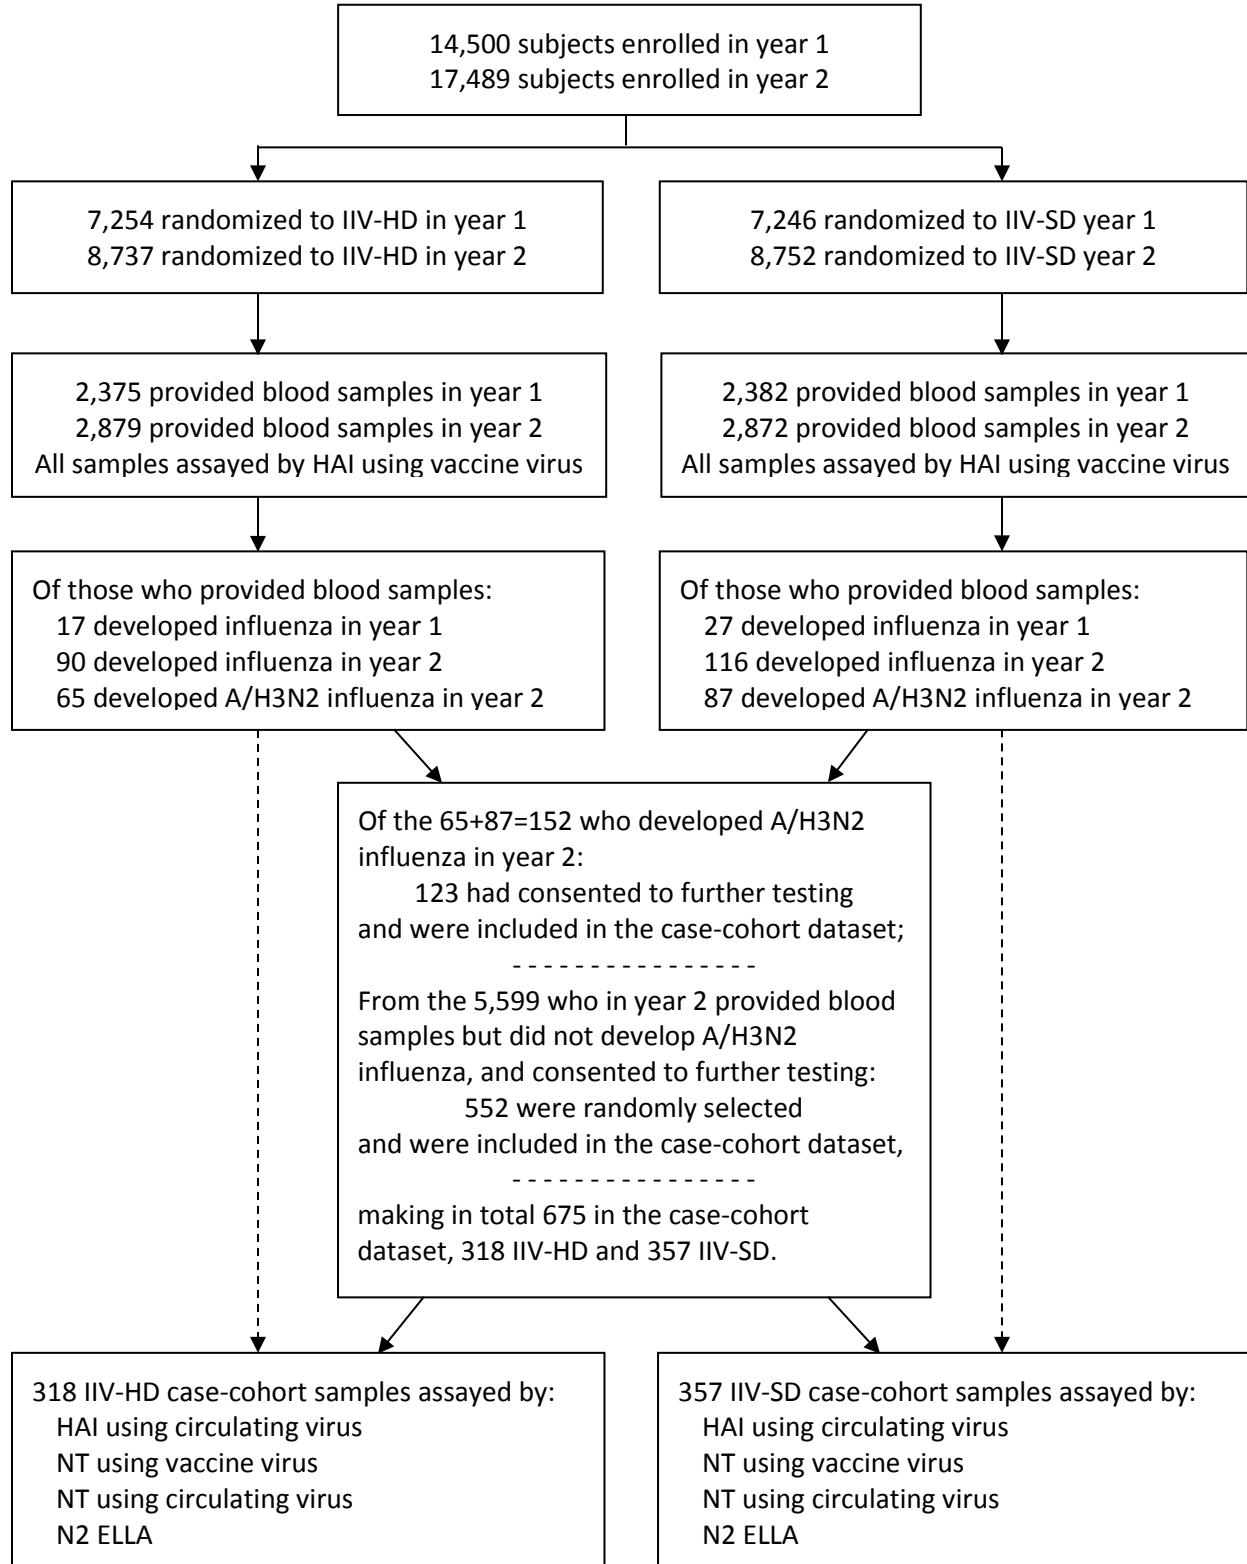 14,500 subjects enrolled in year 1
17,489 subjects enrolled in year 2
7,254 randomized to IIV-HD in year 1
8,737 randomized to IIV-HD in year 2
7,246 randomized to IIV-SD year 1
8,752 randomized to IIV-SD year 2
2,375 provided blood samples in year 1
2,879 provided blood samples in year 2
All samples assayed by HAI using vaccine virus
2,382 provided blood samples in year 1
2,872 provided blood samples in year 2
All samples assayed by HAI using vaccine virus
Of those who provided blood samples:
17 developed influenza in year 1
90 developed influenza in year 2
65 developed A/H3N2 influenza in year 2
Of those who provided blood samples:
27 developed influenza in year 1
116 developed influenza in year 2
87 developed A/H3N2 influenza in year 2
Of the 65+87=152 who developed A/H3N2
influenza in year 2:
123 had consented to further testing
and were included in the case-cohort dataset;
- - - - - - - - - - - - - - - -
From the 5,599 who in year 2 provided blood
samples but did not develop A/H3N2
influenza, and consented to further testing:
552 were randomly selected
and were included in the case-cohort dataset,
- - - - - - - - - - - - - - - -
making in total 675 in the case-cohort
dataset, 318 IIV-HD and 357 IIV-SD.
318 IIV-HD case-cohort samples assayed by:
HAI using circulating virus
NT using vaccine virus
NT using circulating virus
N2 ELLA
357 IIV-SD case-cohort samples assayed by:
HAI using circulating virus
NT using vaccine virus
NT using circulating virus
N2 ELLA